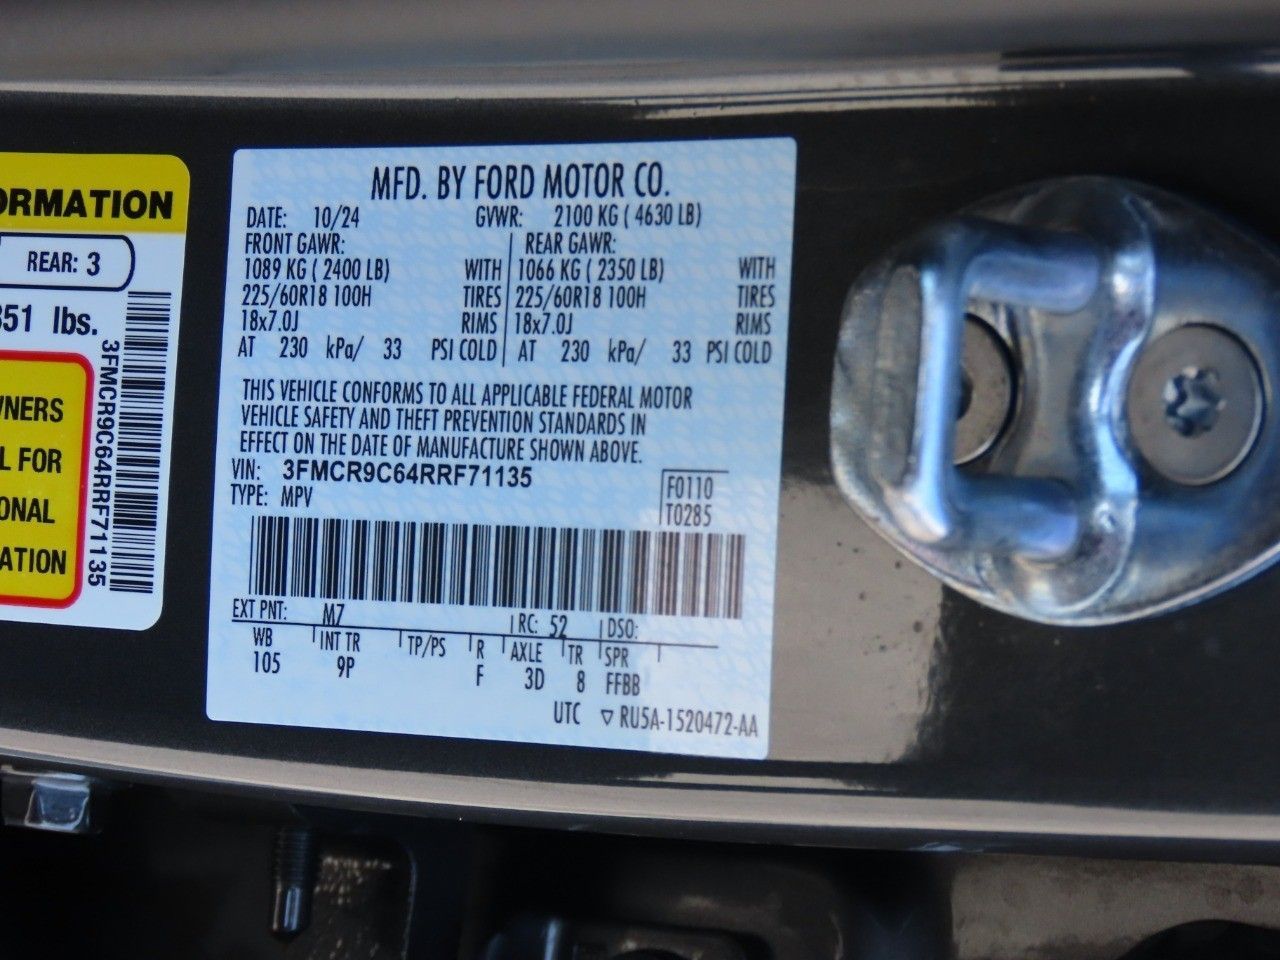 ORMATION
REAR: 3
351 lbs.
3FMCR9C64RRF71135
WNERS
L FOR
ONAL
ATION
MFD. BY FORD MOTOR CO.
DATE: 10/24 GVWR: 2100 KG ( 4630 LB)
FRONT GAWR: REAR GAWR:
1089 KG ( 2400 LB) WITH 1066 KG ( 2350 LB) WITH
225/60R18 100H TIRES 225/60R18 100H TIRES
18x7.0J RIMS 18x7.0J RIMS
AT 230 kPa/ 33 PSI COLD AT 230 kPa/ 33 PSI COLD
THIS VEHICLE CONFORMS TO ALL APPLICABLE FEDERAL MOTOR
VEHICLE SAFETY AND THEFT PREVENTION STANDARDS IN
EFFECT ON THE DATE OF MANUFACTURE SHOWN ABOVE.
VIN: 3FMCR9C64RRF71135
TYPE: MPV
F0110
T0285
EXT PNT: M7 RC: 52 DSO:
WB INT TR TP/PS R AXLE TR SPR
105 9P F 3D 8 FFBB
UTC ▽ RU5A-1520472-AA